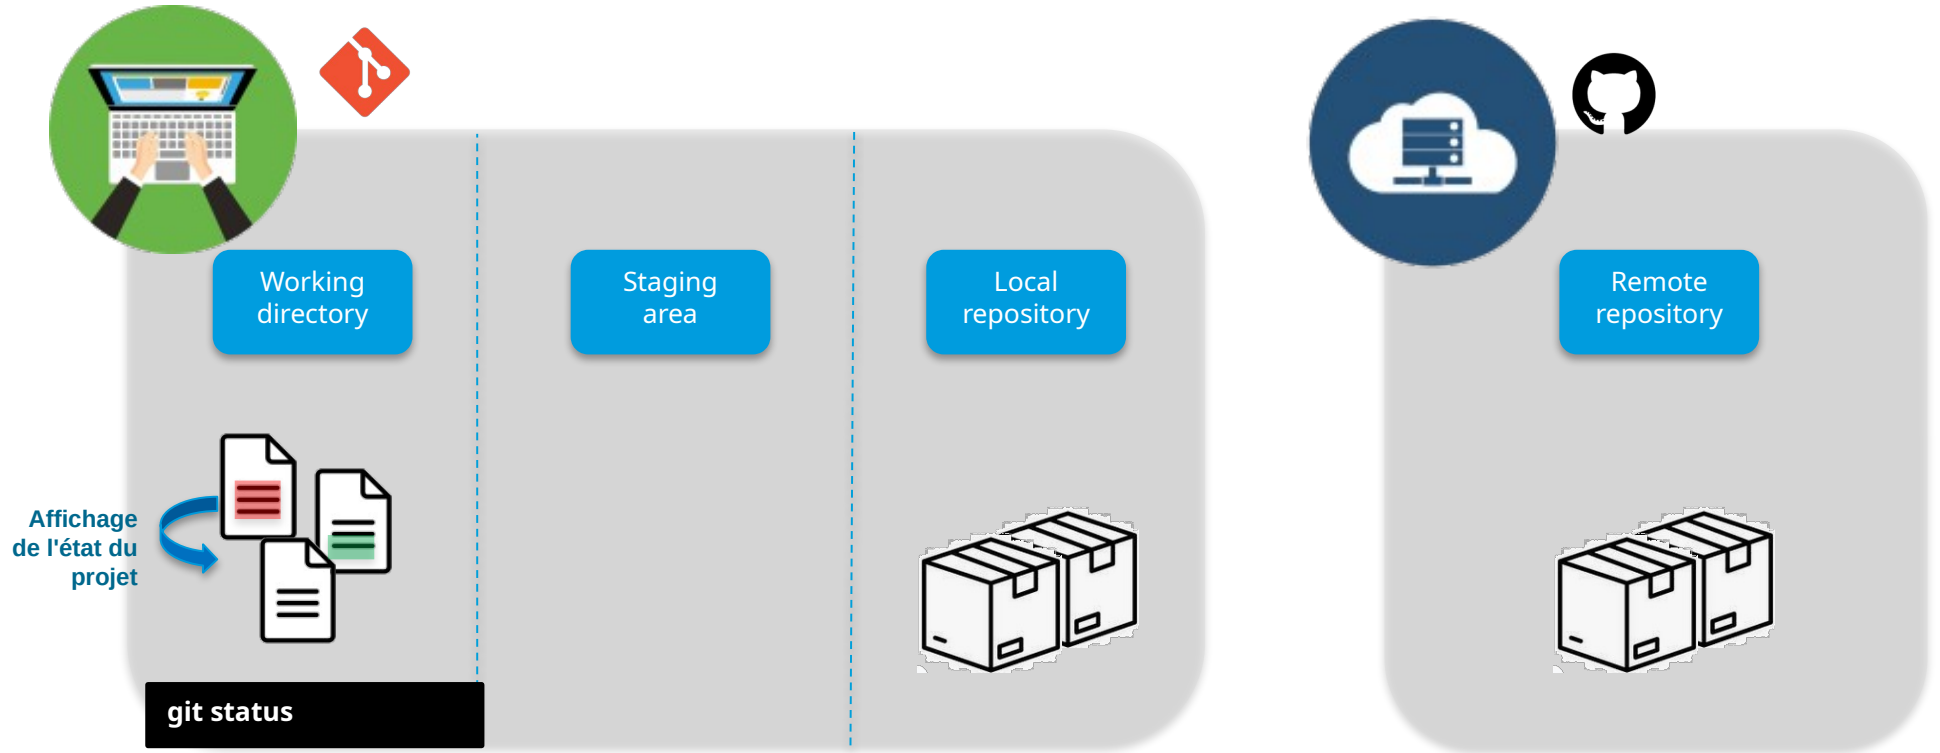 Working
directory
Staging
area
Local
repository
Remote
repository
Affichage
de l'état du
projet
git status